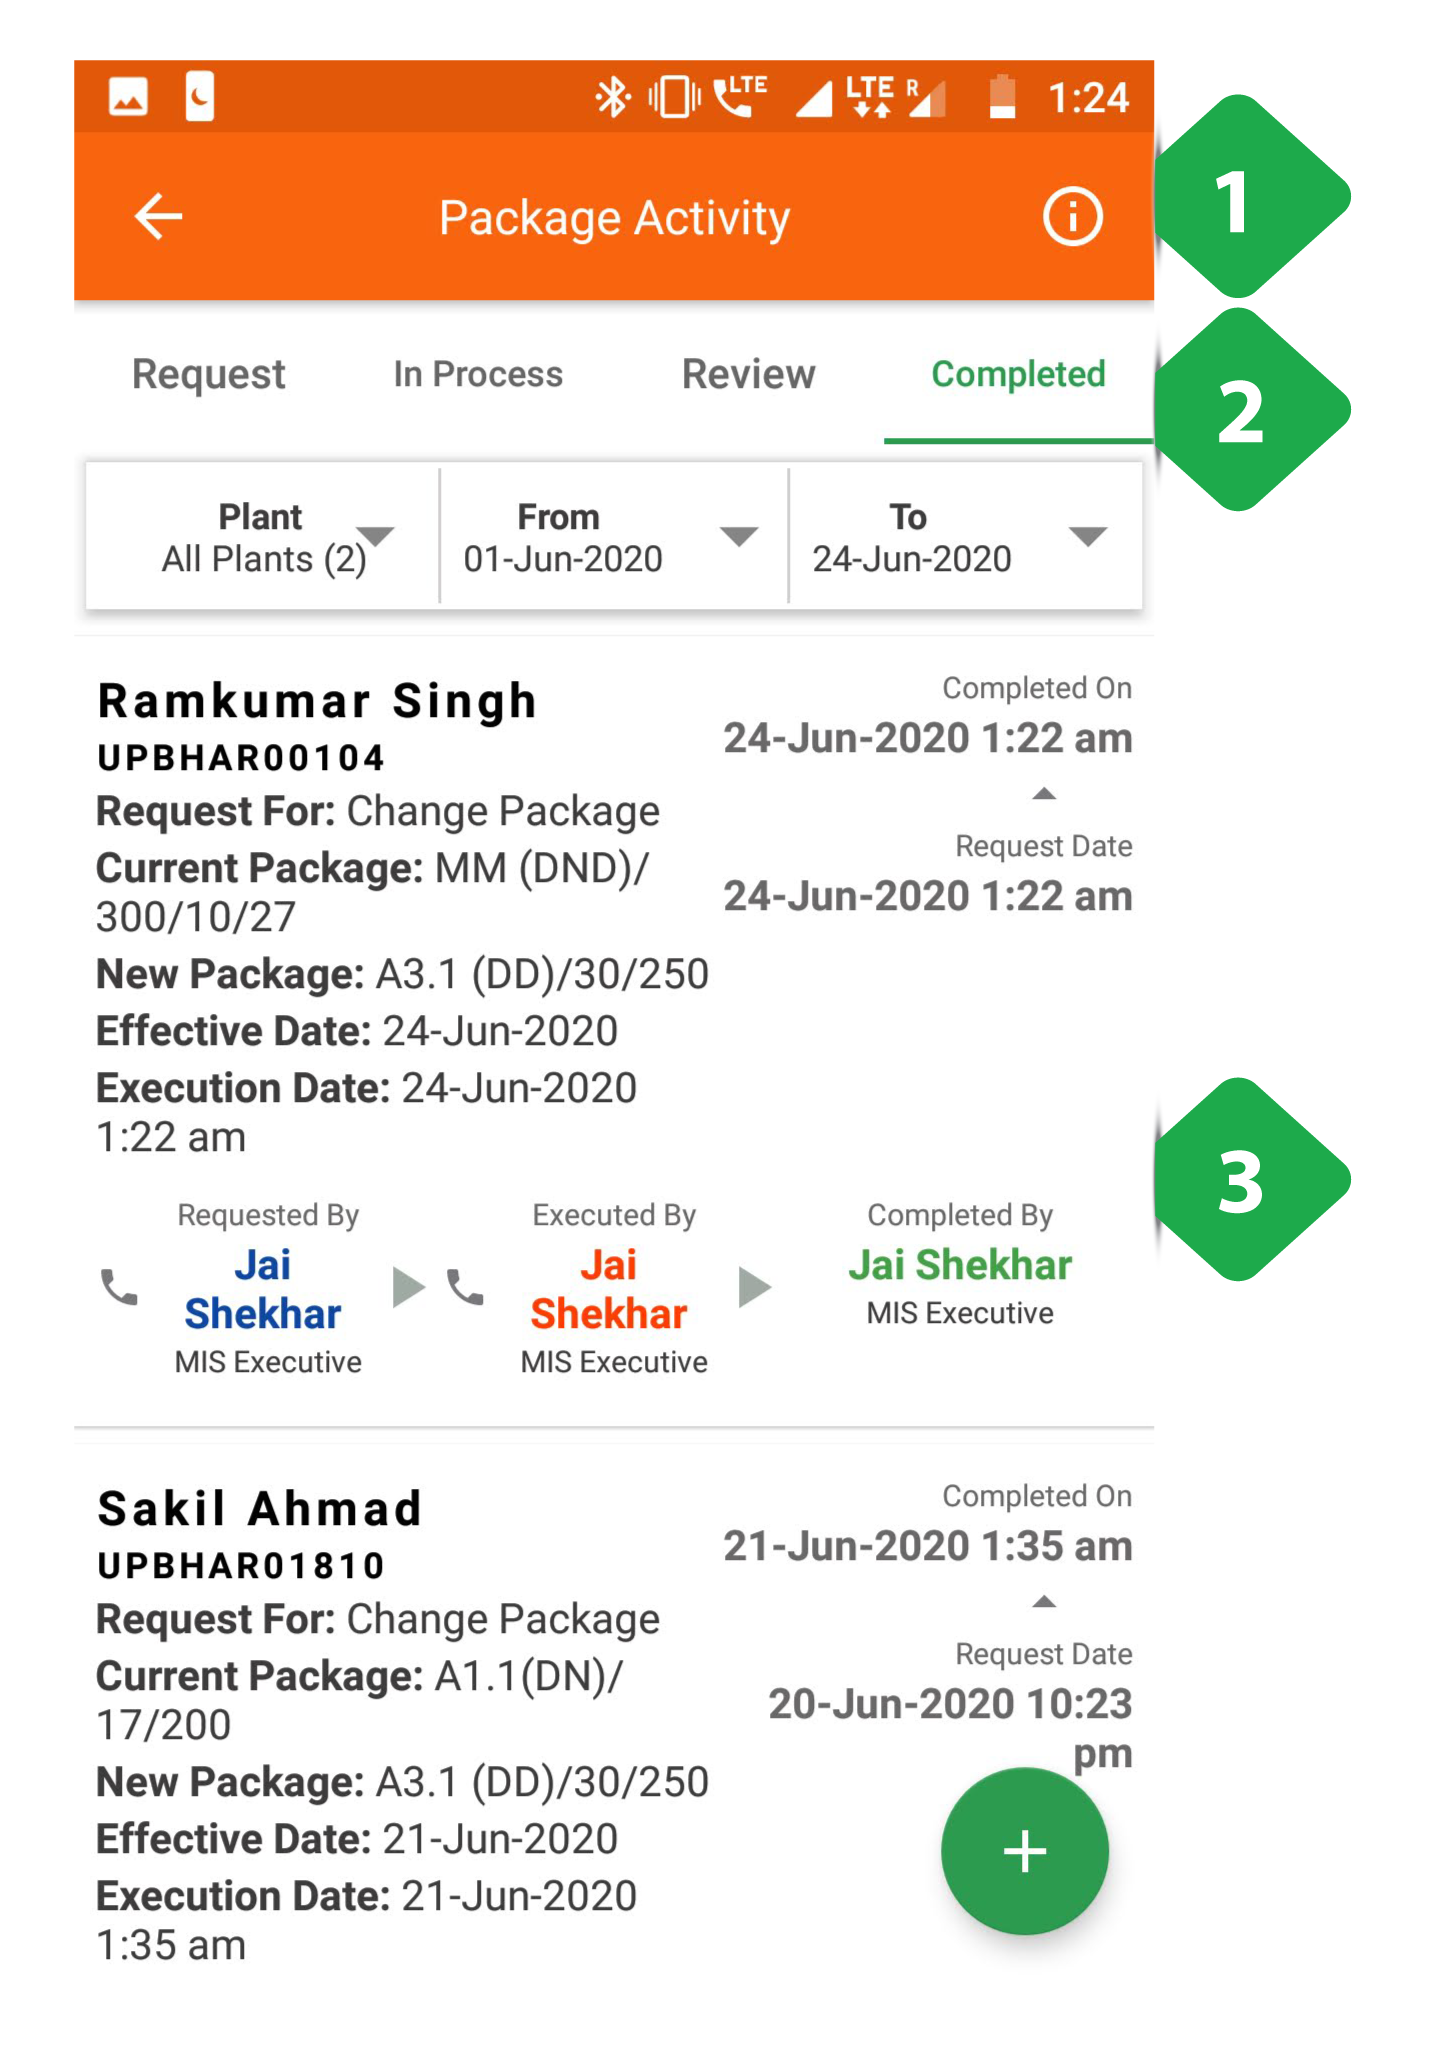 LTE LTE R 1:24
Package Activity
1
Request In Process Review Completed
2
Plant From To
All Plants (2) 01-Jun-2020 24-Jun-2020
Ramkumar Singh
UPBHAR00104
Request For: Change Package
Current Package: MM (DND)/
300/10/27
New Package: A3.1 (DD)/30/250
Effective Date: 24-Jun-2020
Execution Date: 24-Jun-2020
1:22 am
Completed On
24-Jun-2020 1:22 am
Request Date
24-Jun-2020 1:22 am
3
Requested By
Jai
Shekhar
MIS Executive
Executed By
Jai
Shekhar
MIS Executive
Completed By
Jai Shekhar
MIS Executive
Sakil Ahmad
UPBHAR01810
Request For: Change Package
Current Package: A1.1(DN)/
17/200
New Package: A3.1 (DD)/30/250
Effective Date: 21-Jun-2020
Execution Date: 21-Jun-2020
1:35 am
Completed On
21-Jun-2020 1:35 am
Request Date
20-Jun-2020 10:23
pm
+